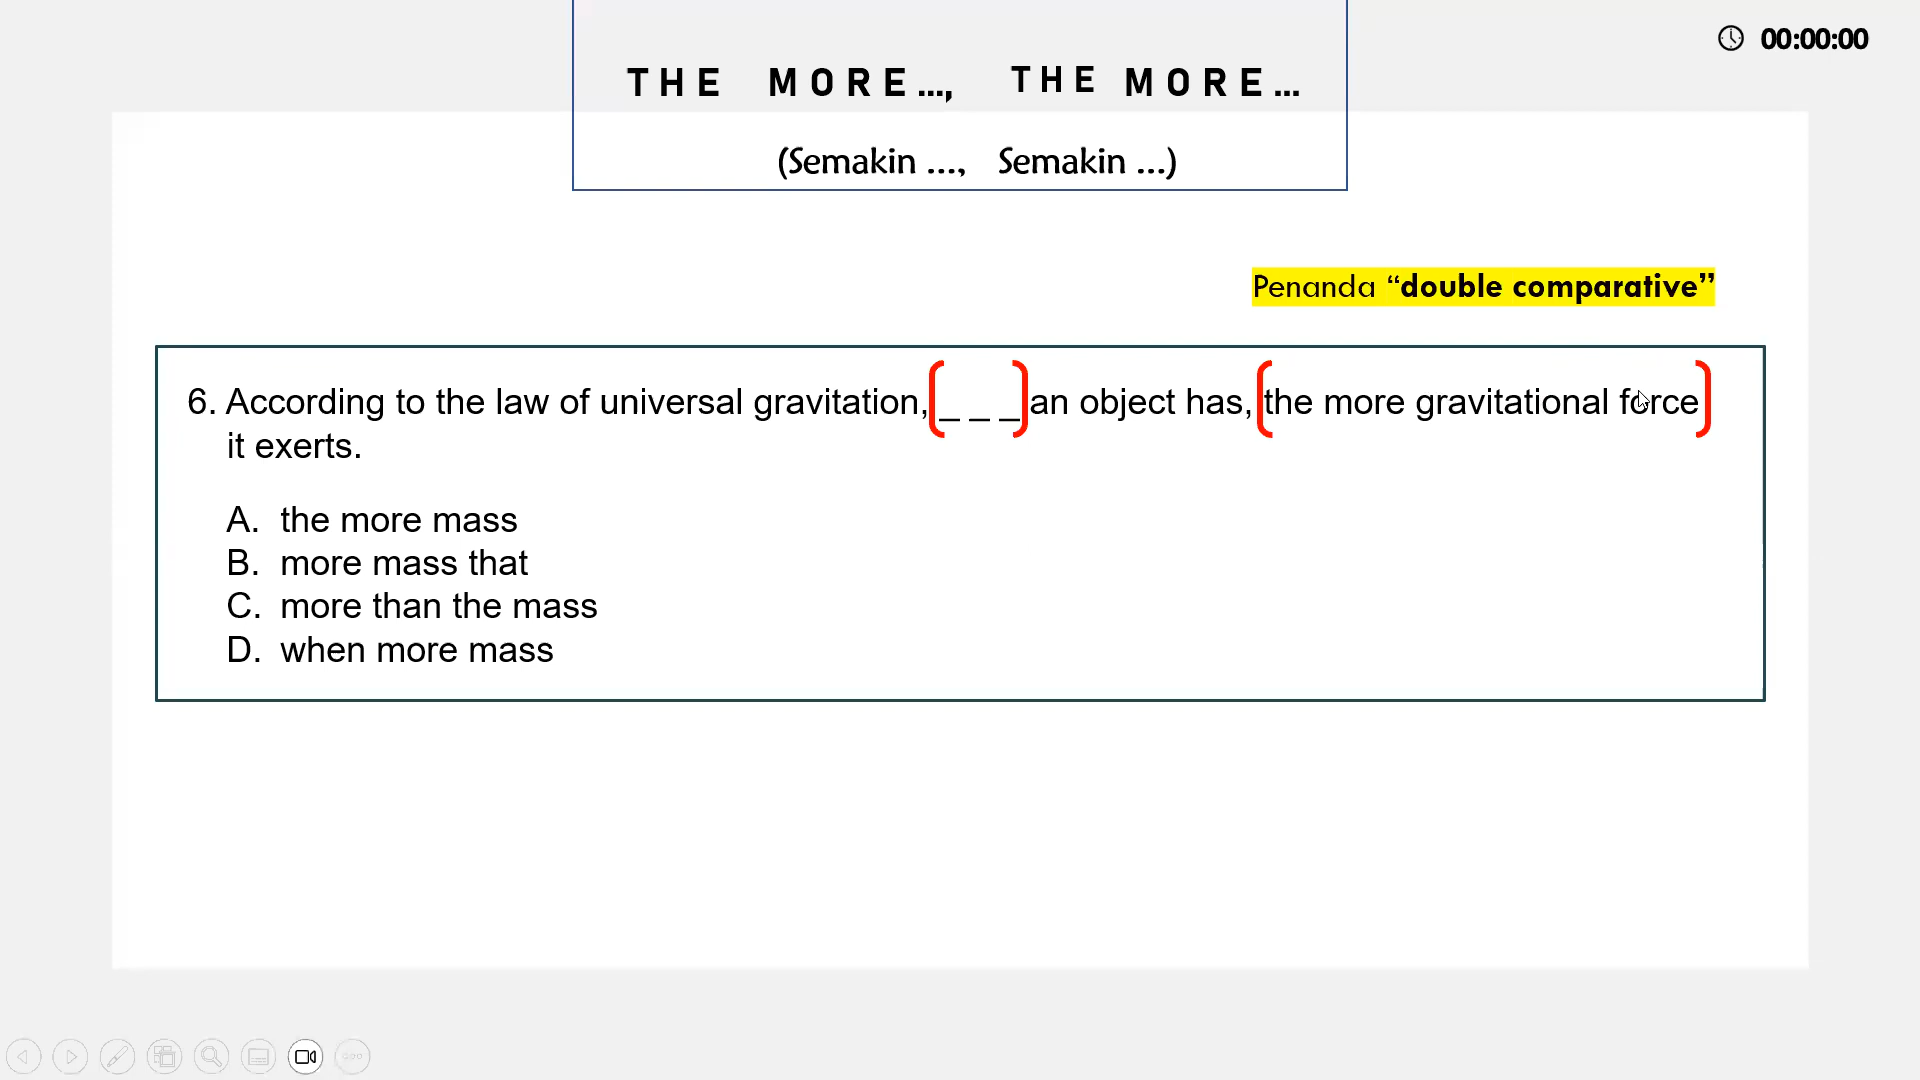 00:00:00
THE MORE..., THE MORE...
(Semakin ..., Semakin ...)
Penanda “double comparative”
6. According to the law of universal gravitation, _ _ _ an object has, the more gravitational force
it exerts.
A. the more mass
B. more mass that
C. more than the mass
D. when more mass